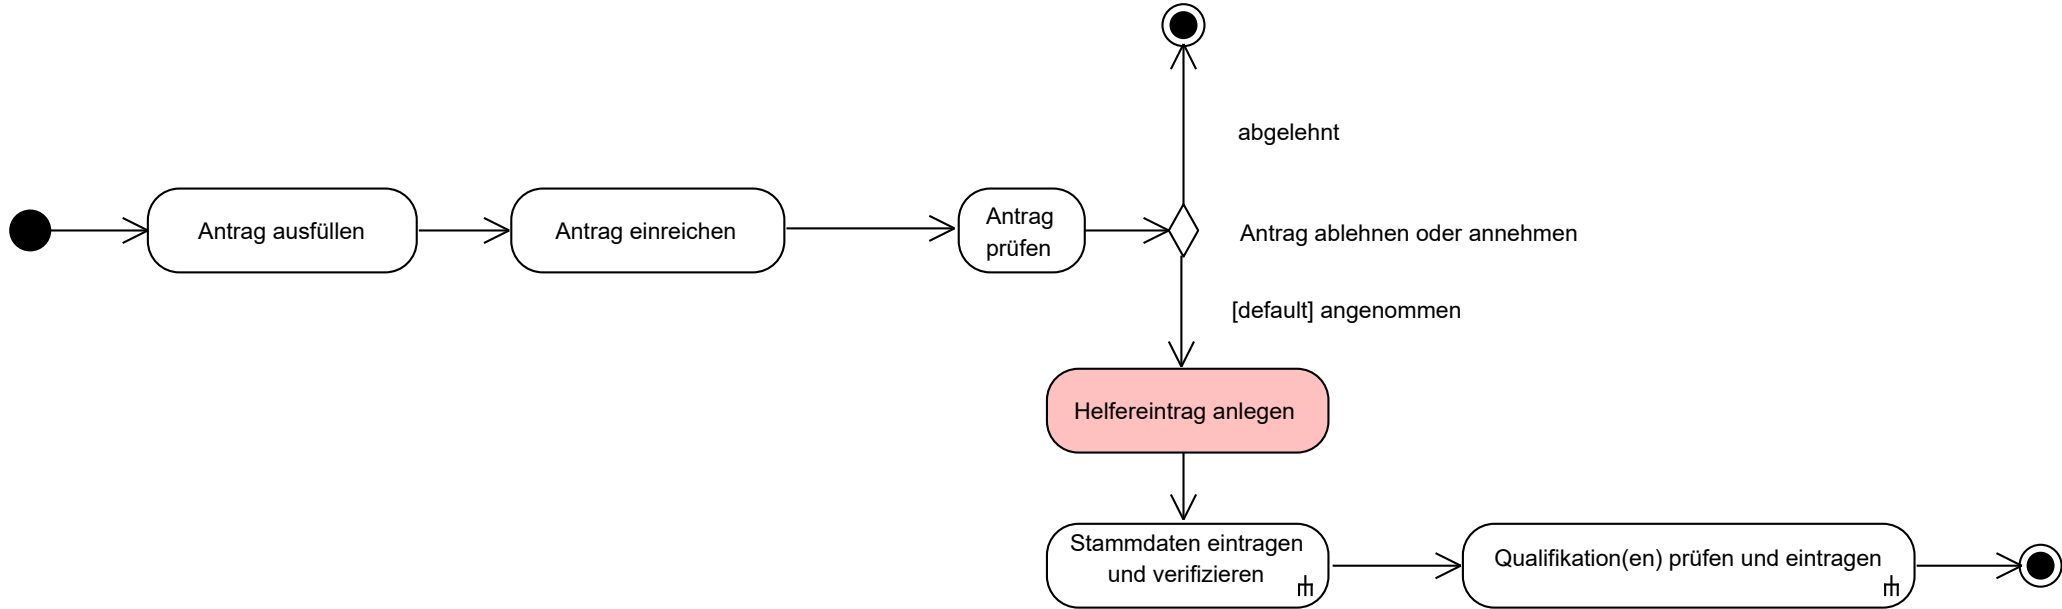 abgelehnt
Antrag ausfüllen
Antrag einreichen
Antrag
prüfen
Antrag ablehnen oder annehmen
[default] angenommen
Helfereintrag anlegen
Stammdaten eintragen
und verifizieren
Qualifikation(en) prüfen und eintragen